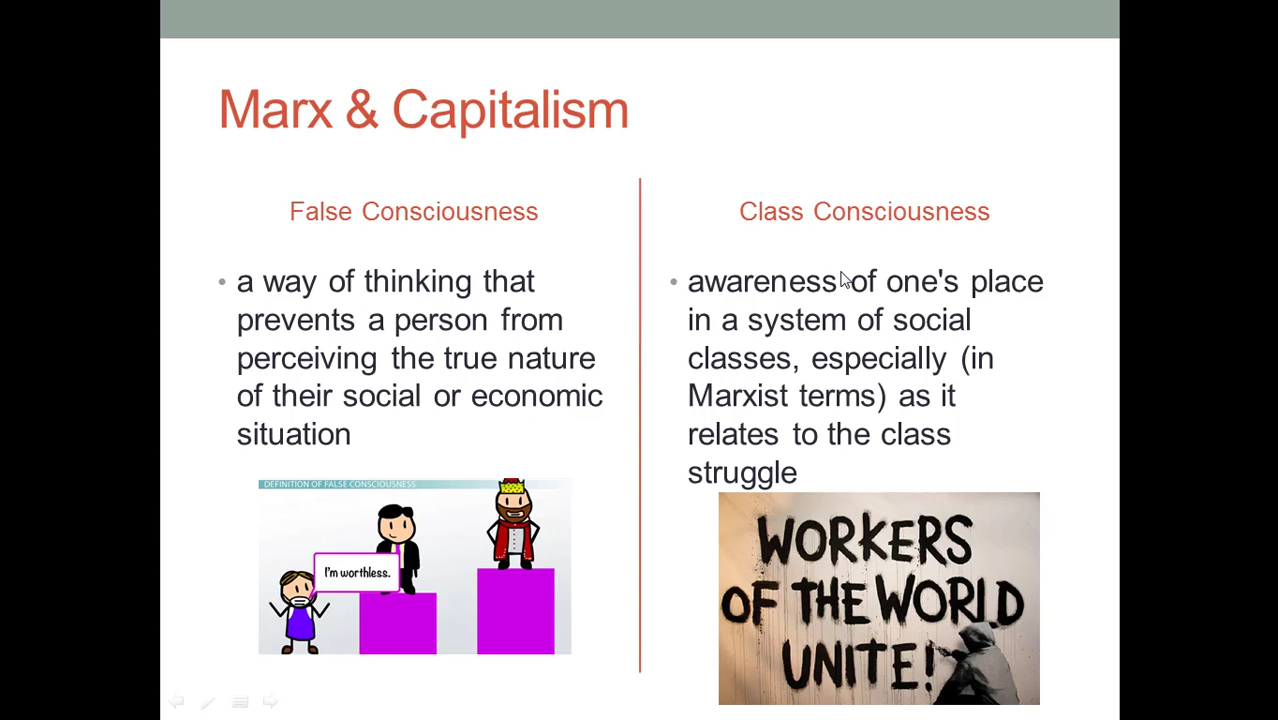 Marx & Capitalism
False Consciousness
• a way of thinking that
prevents a person from
perceiving the true nature
of their social or economic
situation
DEFINITION OF FALSE CONSCIOUSNESS
I'm worthless.
Class Consciousness
• awareness of one's place
in a system of social
classes, especially (in
Marxist terms) as it
relates to the class
struggle
WORKERS
OF THE WORLD
UNITE!